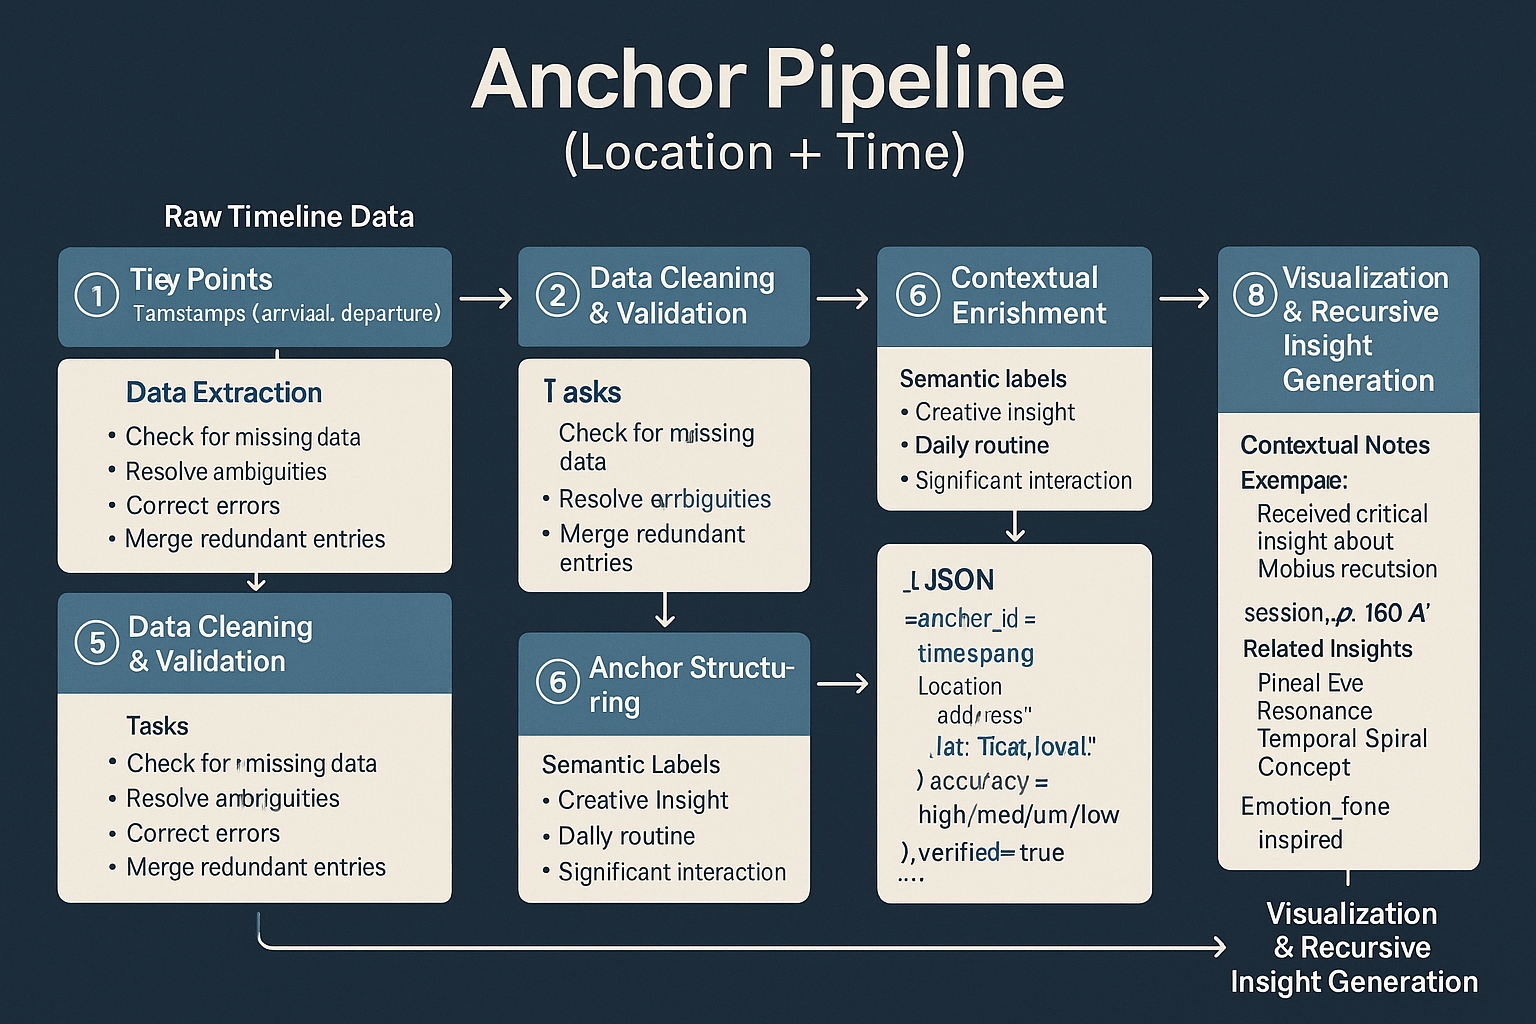 Anchor Pipeline
(Location + Time)
Raw Timeline Data
1
Tiey Points
Tamstamps (arrviaal. departure)
Data Extraction
• Check for missing data
• Resolve ambiguities
• Correct errors
• Merge redundant entries
5
Data Cleaning
& Validation
Tasks
• Check for missing data
• Resolve ambriguities
• Correct errors
• Merge redundant entries
2
Data Cleaning
& Validation
T asks
Check for missing
data
• Resolve errbiguities
• Merge redundant
entries
6
Anchor Structu-
ring
Semantic Labels
• Creative Insight
• Dally routine
• Significant interaction
6
Contextual
Enrishment
Semantic labels
• Creative insight
• Daily routine
• Significant interaction
JSON
=ancher_id =
timespang
Location
address"
lat: Ticat,loval."
) accuracy =
high/med/um/low
),verified= true
....
8
Visualization
& Recursive
Insight
Generation
Contextual Notes
Exempare:
Received critical
insight about
Mobius recutsion
session,.p. 160 A'
Related Insights
Pineal Eve
Resonance
Temporal Spiral
Concept
Emotion_fone
inspired
Visualization
& Recursive
Insight Generation